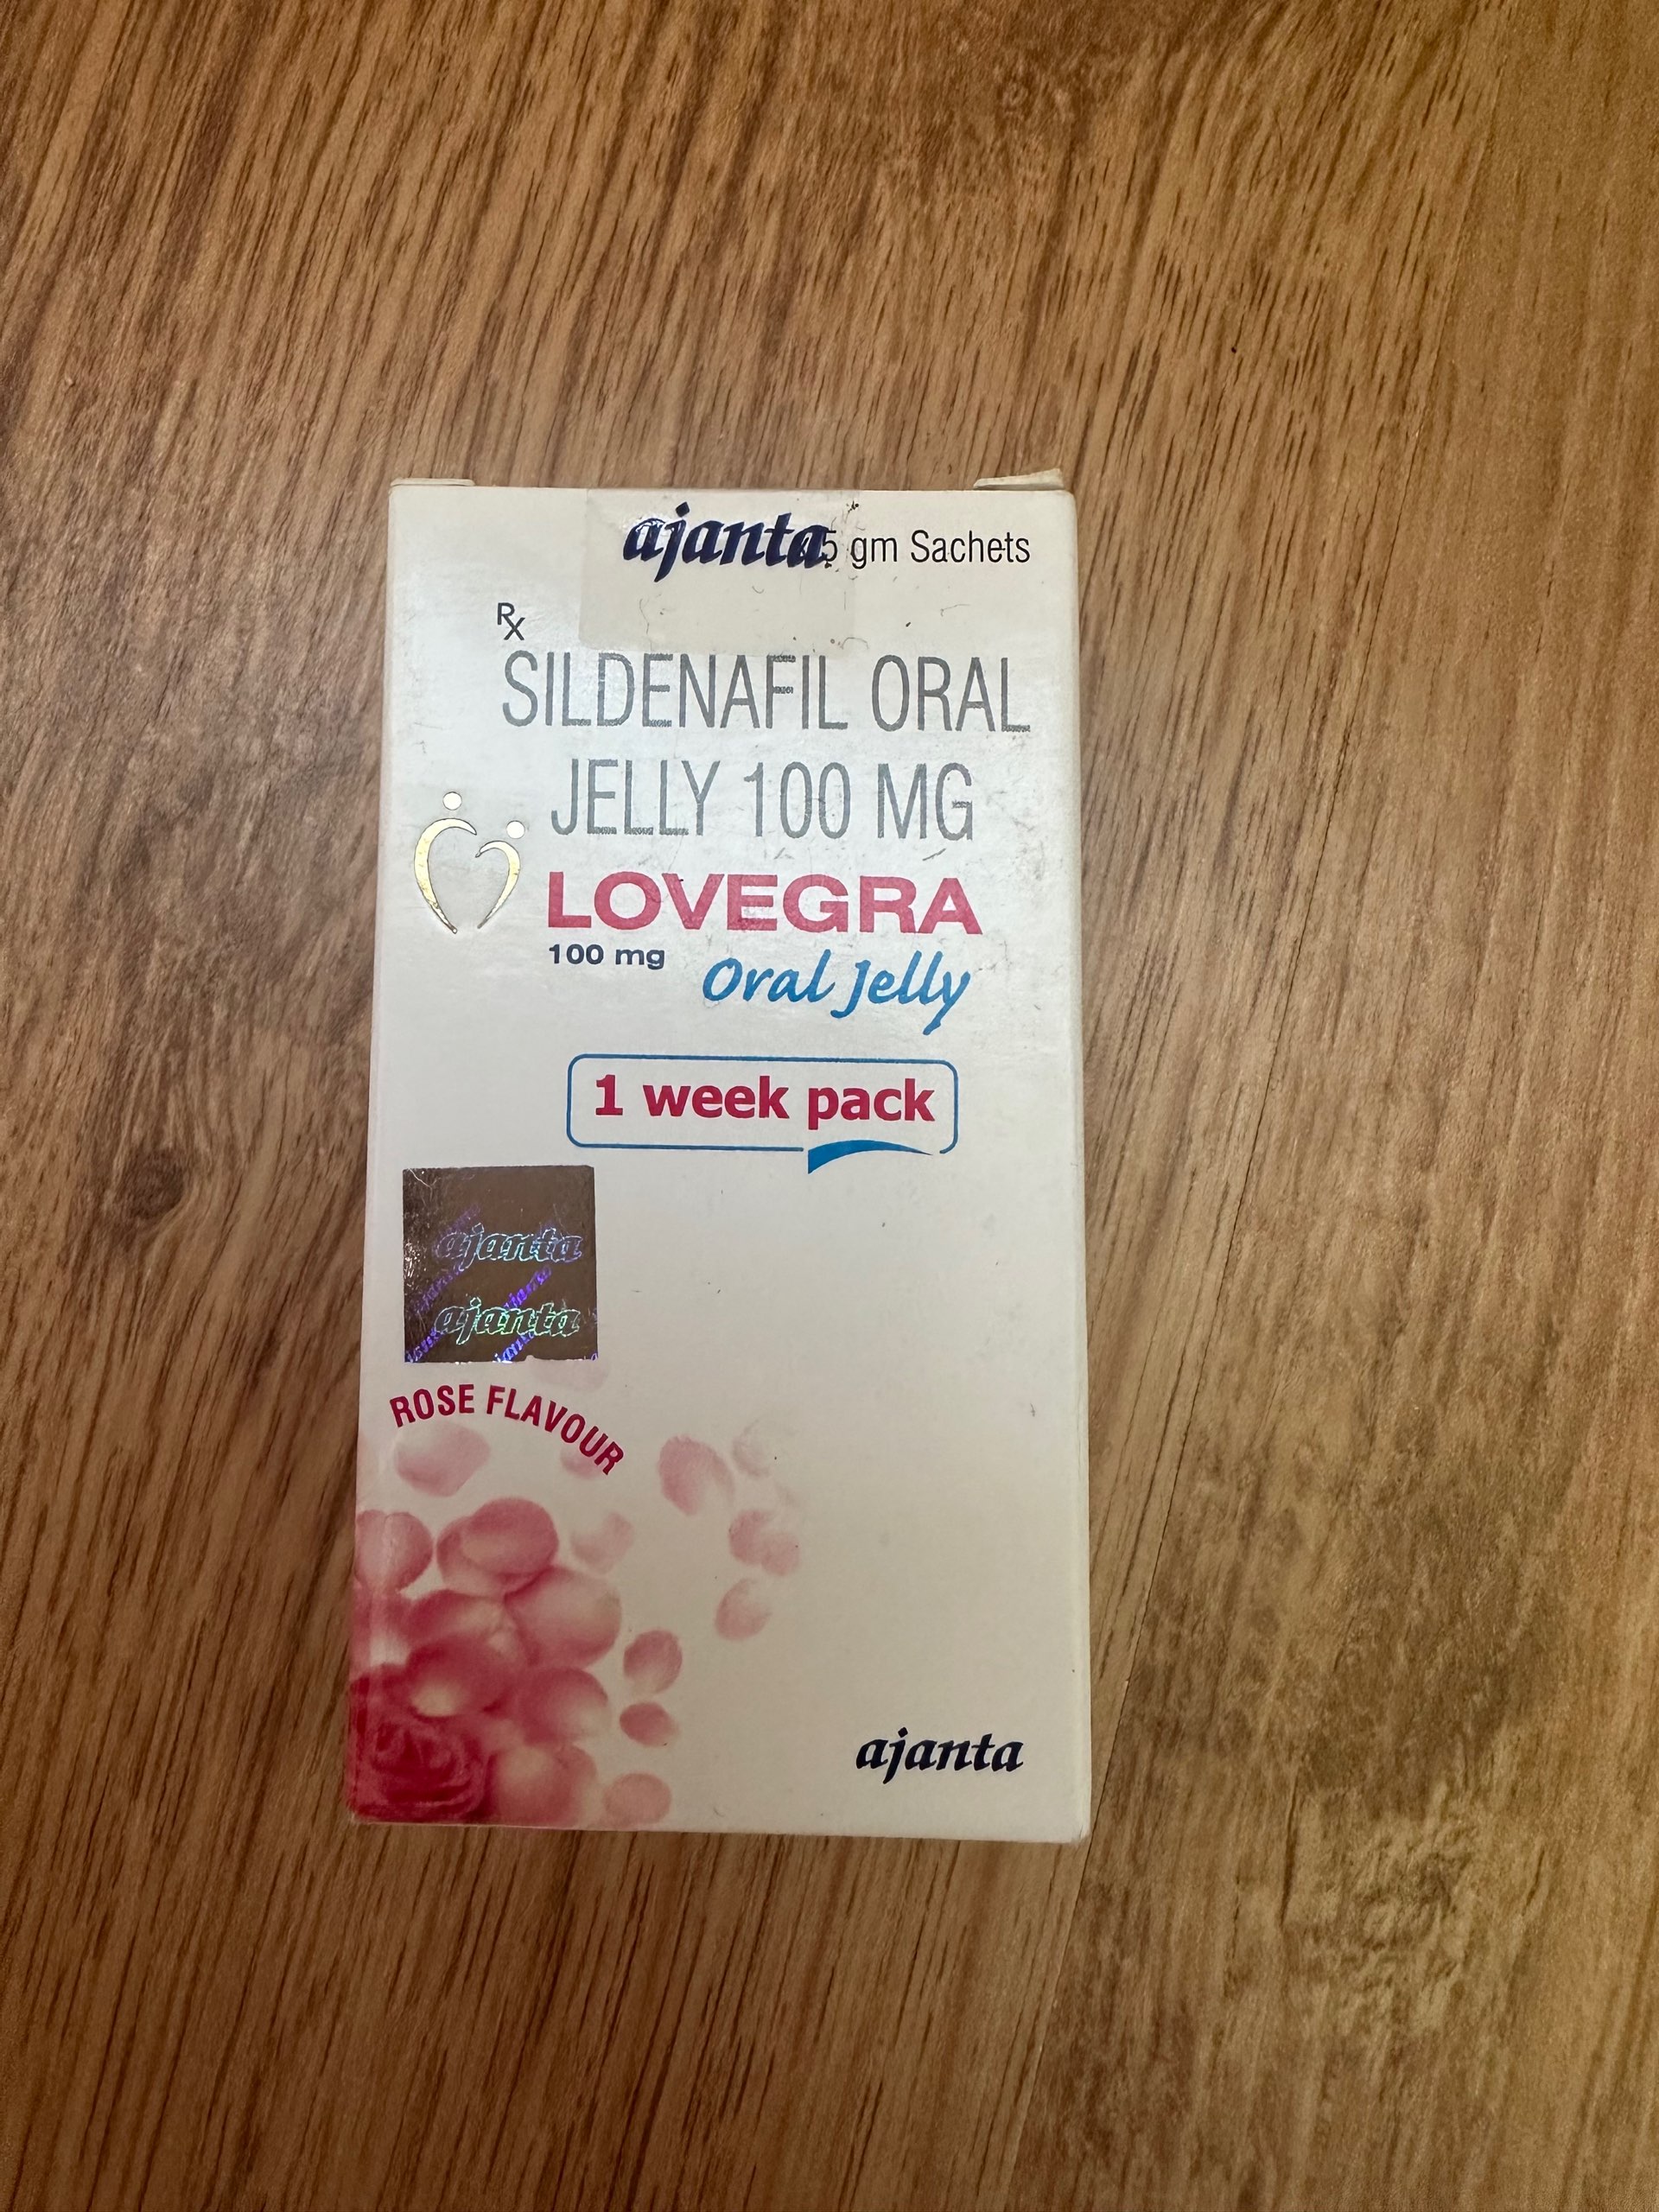 ajanta
5 gm Sachets
Rx
SILDENAFIL ORAL
JELLY 100 MG
LOVEGRA
100 mg
Oral Jelly
1 week pack
ajanta
ajanta
ROSE FLAVOUR
ajanta